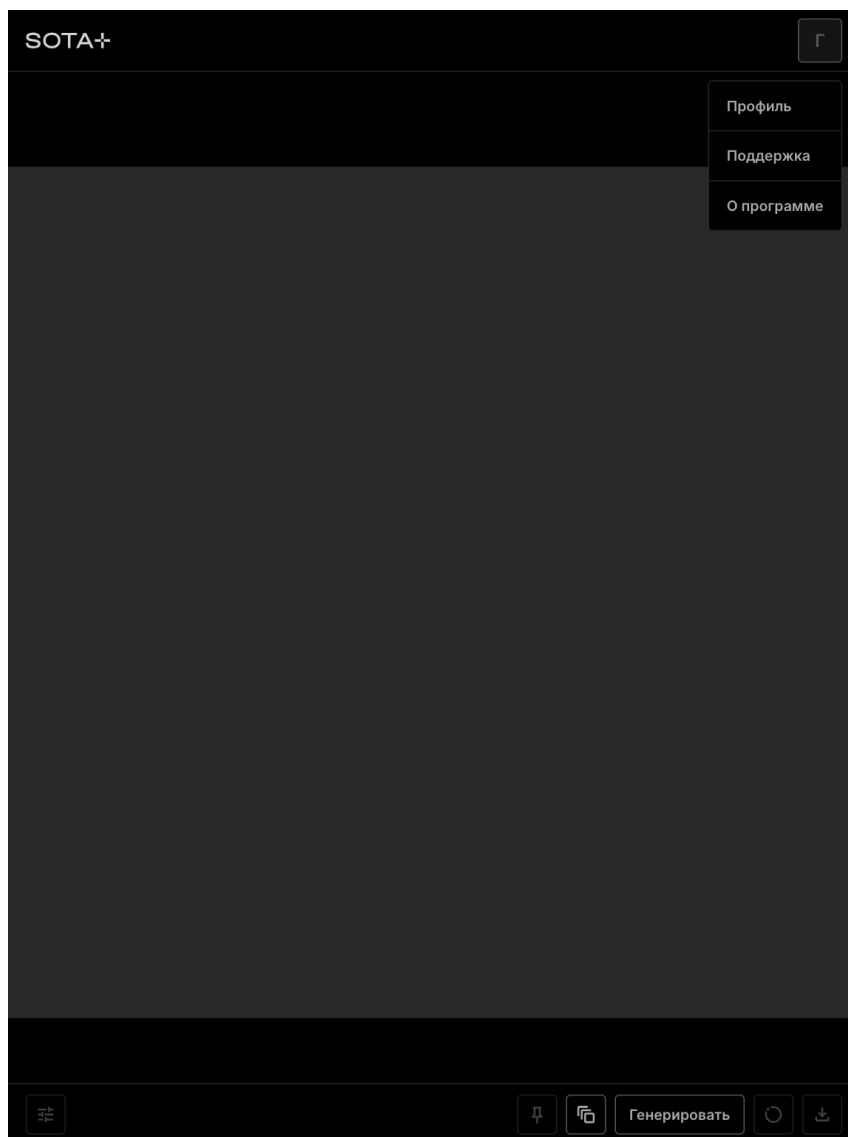 SOTA+
Г
Профиль
Поддержка
О программе
Генерировать